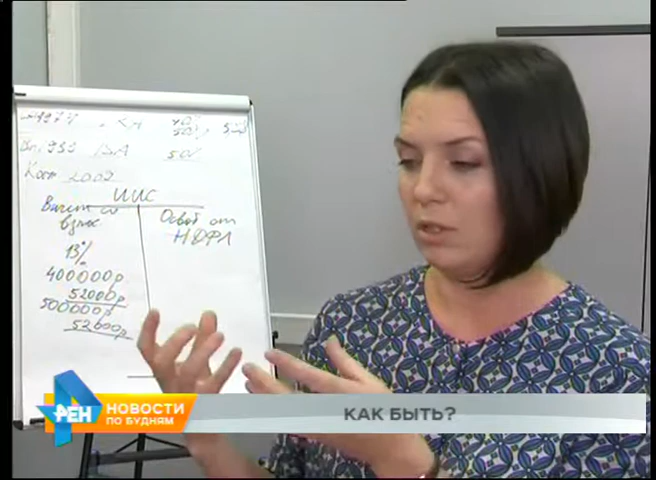 ИИС
Вычет со взнос.
Освоб от НДФЛ
13%
400000р
52000р
500000р
52000р
РЕН
НОВОСТИ
ПО БУДНЯМ
КАК БЫТЬ?